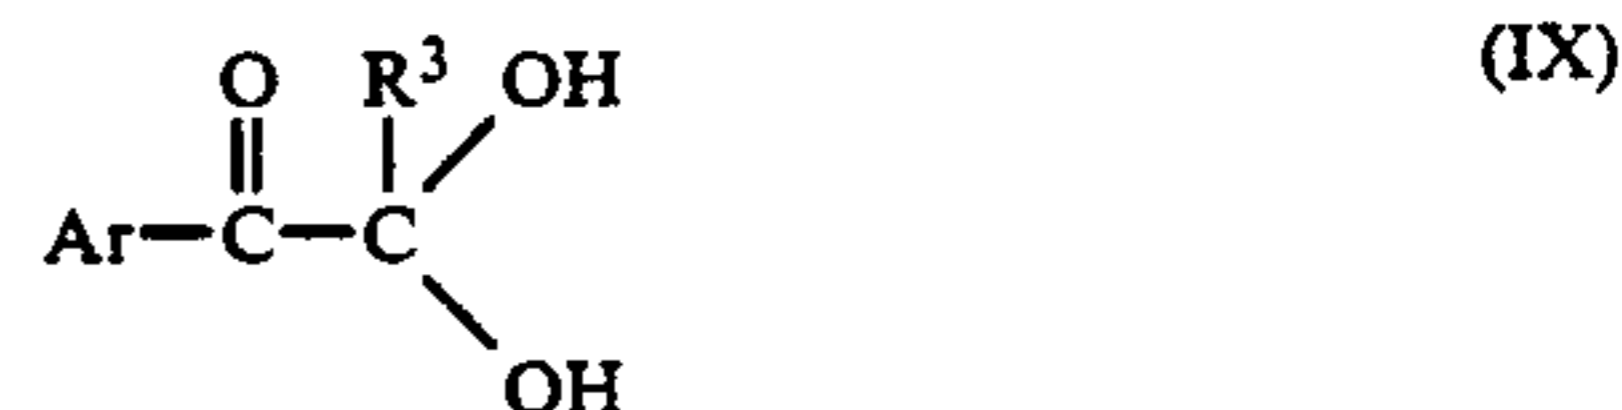 O R³ OH (IX)
Ar—C—C
OH